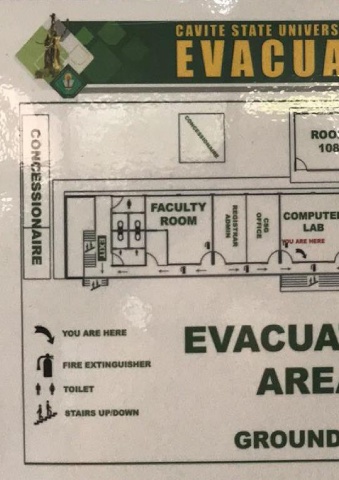 CAVITE STATE UNIVERS
EVACUA
CONCESSIONAIRE
CONCESSIONAIRE
ROO
108
FACULTY
ROOM
REGISTRAR
ADMIN
CSG
OFFICE
COMPUTE
LAB
YOU ARE HERE
EXIT
YOU ARE HERE
FIRE EXTINGUISHER
TOILET
STAIRS UP/DOWN
EVACUA
AREA
GROUND